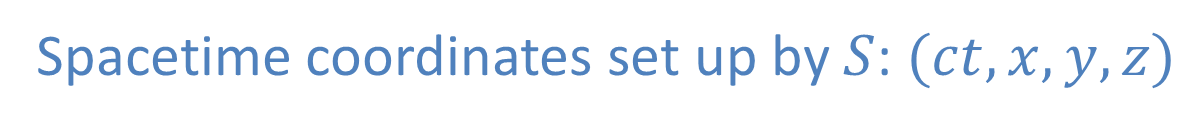 Spacetime coordinates set up by S: (ct, x, y, z)